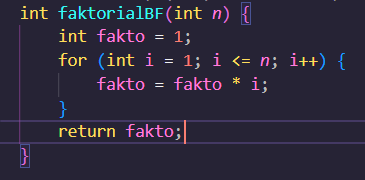 int faktorialBF(int n) {
    int fakto = 1;
    for (int i = 1; i <= n; i++) {
        fakto = fakto * i;
    }
    return fakto;
}